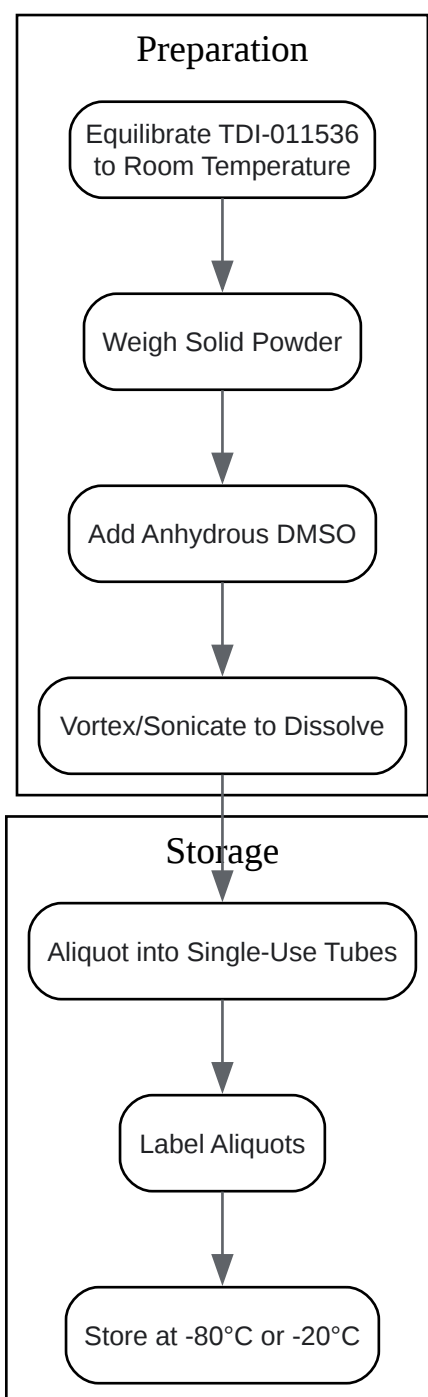 Preparation
Equilibrate TDI-011536
to Room Temperature
Weigh Solid Powder
Add Anhydrous DMSO
Vortex/Sonicate to Dissolve
Storage
Aliquot into Single-Use Tubes
Label Aliquots
Store at -80°C or -20°C